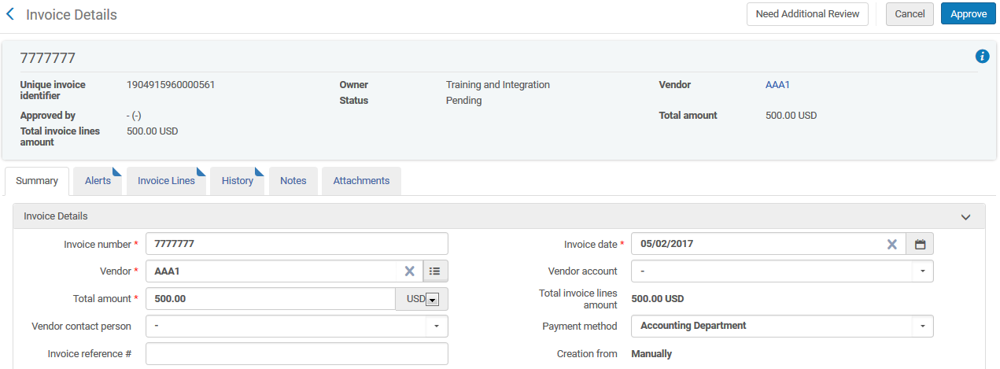 Invoice Details
Need Additional Review
Cancel
Approve
7777777
Unique invoice identifier 1904915960000561
Owner Training and Integration
Vendor AAA1
Status Pending
Approved by - (-)
Total amount 500.00 USD
Total invoice lines amount 500.00 USD
Summary Alerts Invoice Lines History Notes Attachments
Invoice Details
Invoice number * 7777777
Invoice date * 05/02/2017
Vendor * AAA1
Vendor account -
Total amount * 500.00 USD
Total invoice lines amount 500.00 USD
Vendor contact person -
Payment method Accounting Department
Invoice reference #
Creation from Manually